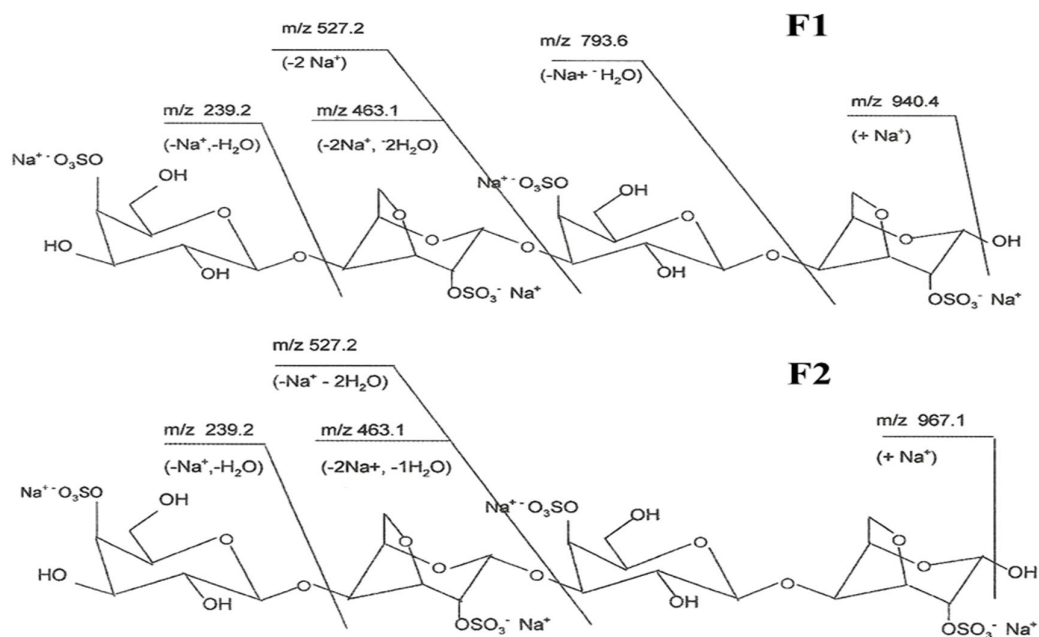 F1
m/z 527.2
(-2 Na⁺)
m/z 793.6
(-Na+ ⁻H₂O)
m/z 239.2
(-Na⁺,-H₂O)
m/z 463.1
(-2Na⁺, ⁻2H₂O)
m/z 940.4
(+ Na⁺)
Na⁺⁻O₃SO
OH
Na⁺⁻O₃SO
OH
O
O
O
O
O
O
HO
OH
O
O
O
OH
O
OH
OSO₃⁻ Na⁺
OSO₃⁻ Na⁺
F2
m/z 527.2
(-Na⁺ - 2H₂O)
m/z 239.2
(-Na⁺,-H₂O)
m/z 463.1
(-2Na+, -1H₂O)
m/z 967.1
(+ Na⁺)
Na⁺⁻O₃SO
OH
Na⁺⁻O₃SO
OH
O
O
O
O
O
O
HO
OH
O
O
O
OH
O
OH
OSO₃⁻ Na⁺
OSO₃⁻ Na⁺